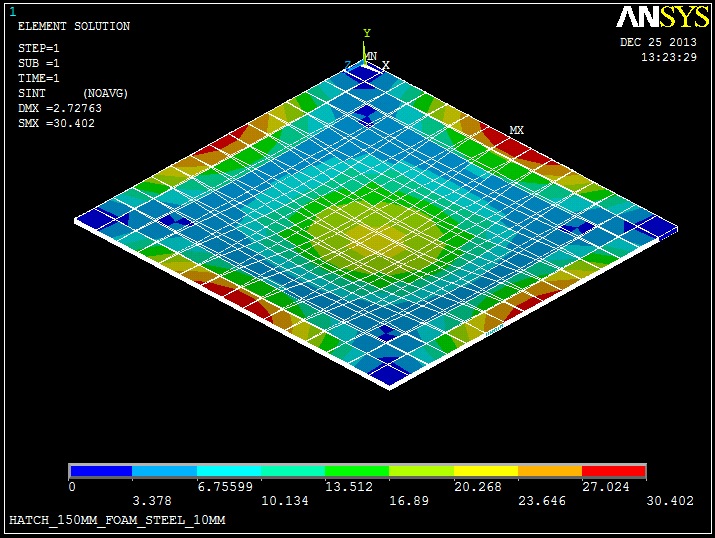 1
ELEMENT SOLUTION
ANSYS
STEP=1
SUB =1
TIME=1
SINT (NOAVG)
DMX =2.72763
SMX =30.402
DEC 25 2013
13:23:29
Y
MN
Z X
MX
0 6.75599 13.512 20.268 27.024
3.378 10.134 16.89 23.646 30.402
HATCH_150MM_FOAM_STEEL_10MM